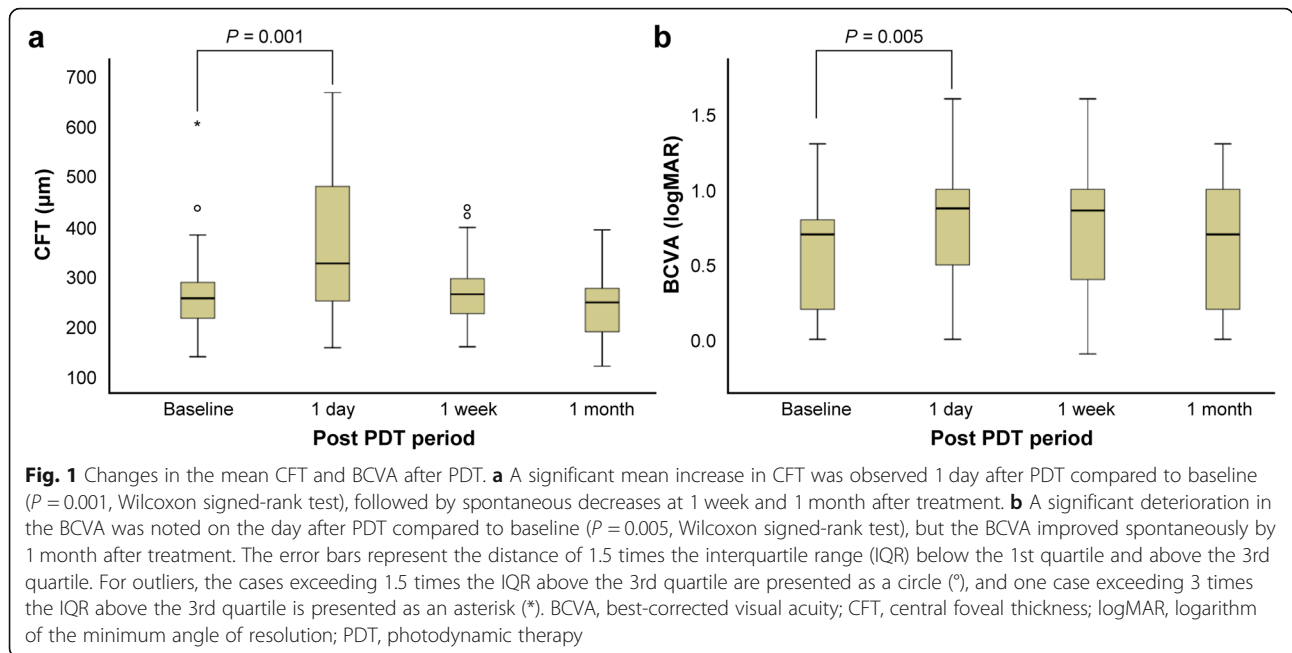 a
P = 0.001
700
600
500
400
300
200
100
CFT (µm)
*
Baseline
1 day
1 week
1 month
Post PDT period
b
P = 0.005
1.5
1.0
0.5
0.0
BCVA (logMAR)
Baseline
1 day
1 week
1 month
Post PDT period
Fig. 1 Changes in the mean CFT and BCVA after PDT. a A significant mean increase in CFT was observed 1 day after PDT compared to baseline
(P = 0.001, Wilcoxon signed-rank test), followed by spontaneous decreases at 1 week and 1 month after treatment. b A significant deterioration in
the BCVA was noted on the day after PDT compared to baseline (P = 0.005, Wilcoxon signed-rank test), but the BCVA improved spontaneously by
1 month after treatment. The error bars represent the distance of 1.5 times the interquartile range (IQR) below the 1st quartile and above the 3rd
quartile. For outliers, the cases exceeding 1.5 times the IQR above the 3rd quartile are presented as a circle (°), and one case exceeding 3 times
the IQR above the 3rd quartile is presented as an asterisk (*). BCVA, best-corrected visual acuity; CFT, central foveal thickness; logMAR, logarithm
of the minimum angle of resolution; PDT, photodynamic therapy